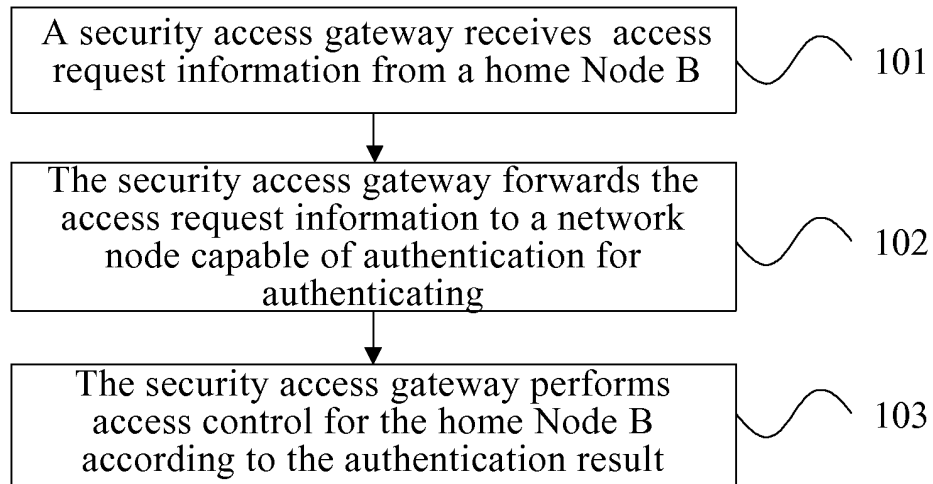 A security access gateway receives access
request information from a home Node B
101
The security access gateway forwards the
access request information to a network
node capable of authentication for
authenticating
102
The security access gateway performs
access control for the home Node B
according to the authentication result
103